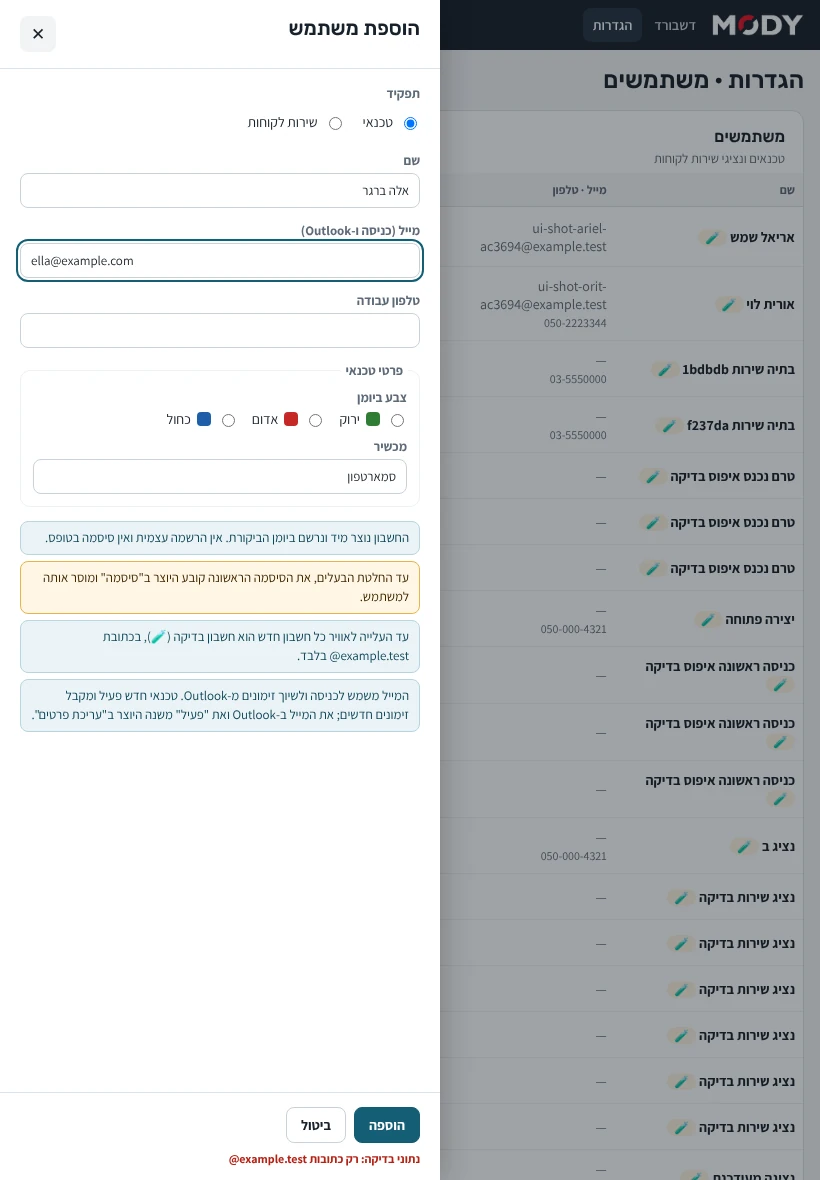 MODY
דשבורד
הגדרות
הגדרות • משתמשים
משתמשים
טכנאים ונציגי שירות לקוחות
שם
מייל · טלפון
אריאל שמש 🧪
ui-shot-ariel-
ac3694@example.test
אורית לוי 🧪
ui-shot-orit-
ac3694@example.test
050-2223344
בתיה שירות 1bdbdb 🧪
—
03-5550000
בתיה שירות f237da 🧪
—
03-5550000
טרם נכנס איפוס בדיקה 🧪
—
טרם נכנס איפוס בדיקה 🧪
—
טרם נכנס איפוס בדיקה 🧪
—
יצירה פתוחה 🧪
—
050-000-4321
כניסה ראשונה איפוס בדיקה
🧪
—
כניסה ראשונה איפוס בדיקה
🧪
—
כניסה ראשונה איפוס בדיקה
🧪
—
נציג ב 🧪
—
050-000-4321
נציג שירות בדיקה 🧪
—
נציג שירות בדיקה 🧪
—
נציג שירות בדיקה 🧪
—
נציג שירות בדיקה 🧪
—
נציג שירות בדיקה 🧪
—
נציג שירות בדיקה 🧪
—
נציגה מעודכנת 🧪
—
הוספת משתמש
✕
תפקיד
טכנאי
שירות לקוחות
שם
אלה ברגר
מייל (כניסה ו-Outlook)
ella@example.com
טלפון עבודה
פרטי טכנאי
צבע ביומן
ירוק
אדום
כחול
מכשיר
סמארטפון
החשבון נוצר מיד ונרשם ביומן הביקורת. אין הרשמה עצמית ואין סיסמה בטופס.
עד החלטת הבעלים, את הסיסמה הראשונה קובע היוצר ב"סיסמה" ומוסר אותה
למשתמש.
עד העלייה לאוויר כל חשבון חדש הוא חשבון בדיקה (🧪), בכתובת
@example.test בלבד.
המייל משמש לכניסה ולשיוך זימונים מ-Outlook. טכנאי חדש פעיל ומקבל
זימונים חדשים; את המייל ב-Outlook ואת "פעיל" משנה היוצר ב"עריכת פרטים".
הוספה
ביטול
נתוני בדיקה: רק כתובות @example.test